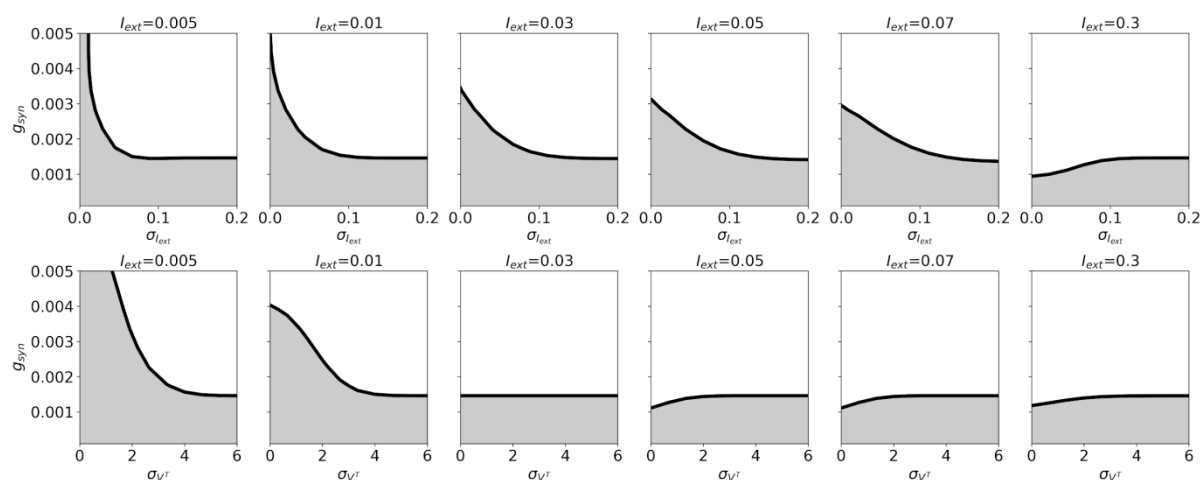 I_ext=0.005 I_ext=0.01 I_ext=0.03 I_ext=0.05 I_ext=0.07 I_ext=0.3
0.005
0.004
0.003
0.002
0.001
g_syn
0.0 0.1 0.2 0.0 0.1 0.2 0.0 0.1 0.2 0.0 0.1 0.2 0.0 0.1 0.2 0.0 0.1 0.2
σ_I_ext σ_I_ext σ_I_ext σ_I_ext σ_I_ext σ_I_ext
I_ext=0.005 I_ext=0.01 I_ext=0.03 I_ext=0.05 I_ext=0.07 I_ext=0.3
0.005
0.004
0.003
0.002
0.001
g_syn
0 2 4 6 0 2 4 6 0 2 4 6 0 2 4 6 0 2 4 6 0 2 4 6
σ_V^T σ_V^T σ_V^T σ_V^T σ_V^T σ_V^T